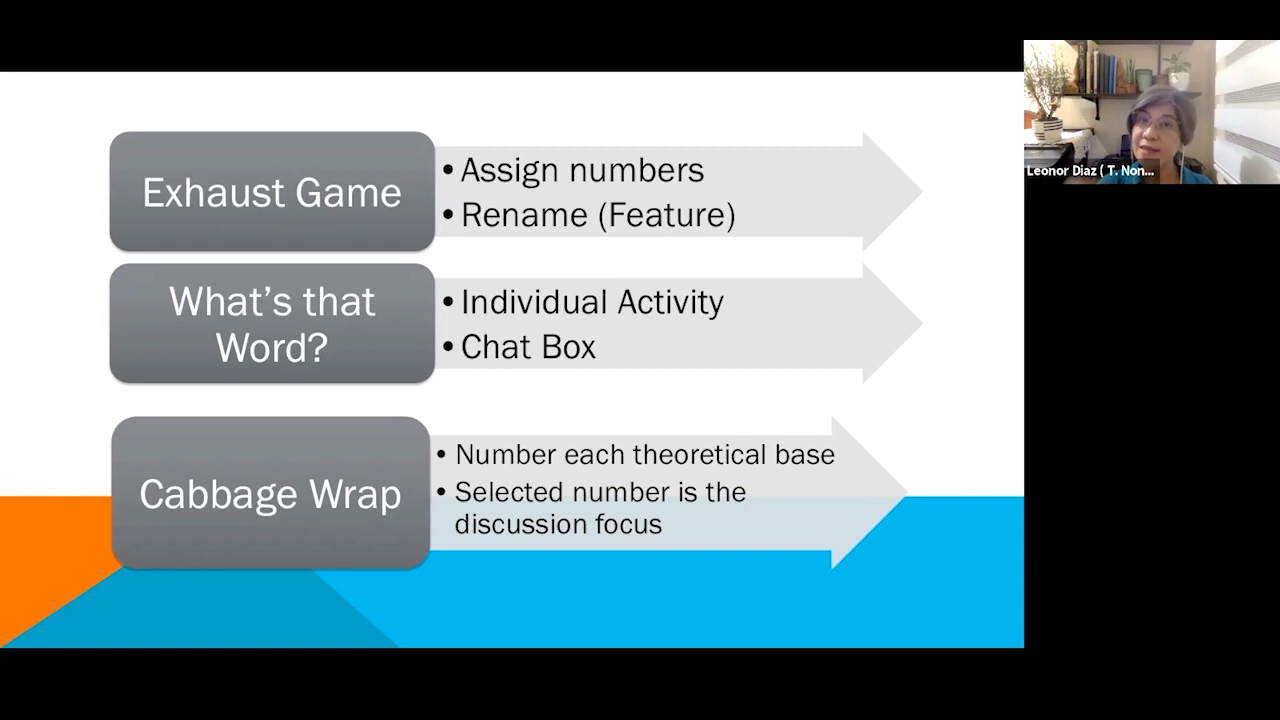 Exhaust Game
• Assign numbers
• Rename (Feature)
What's that
Word?
• Individual Activity
• Chat Box
Cabbage Wrap
• Number each theoretical base
• Selected number is the
discussion focus
Leonor Diaz ( T. Non...